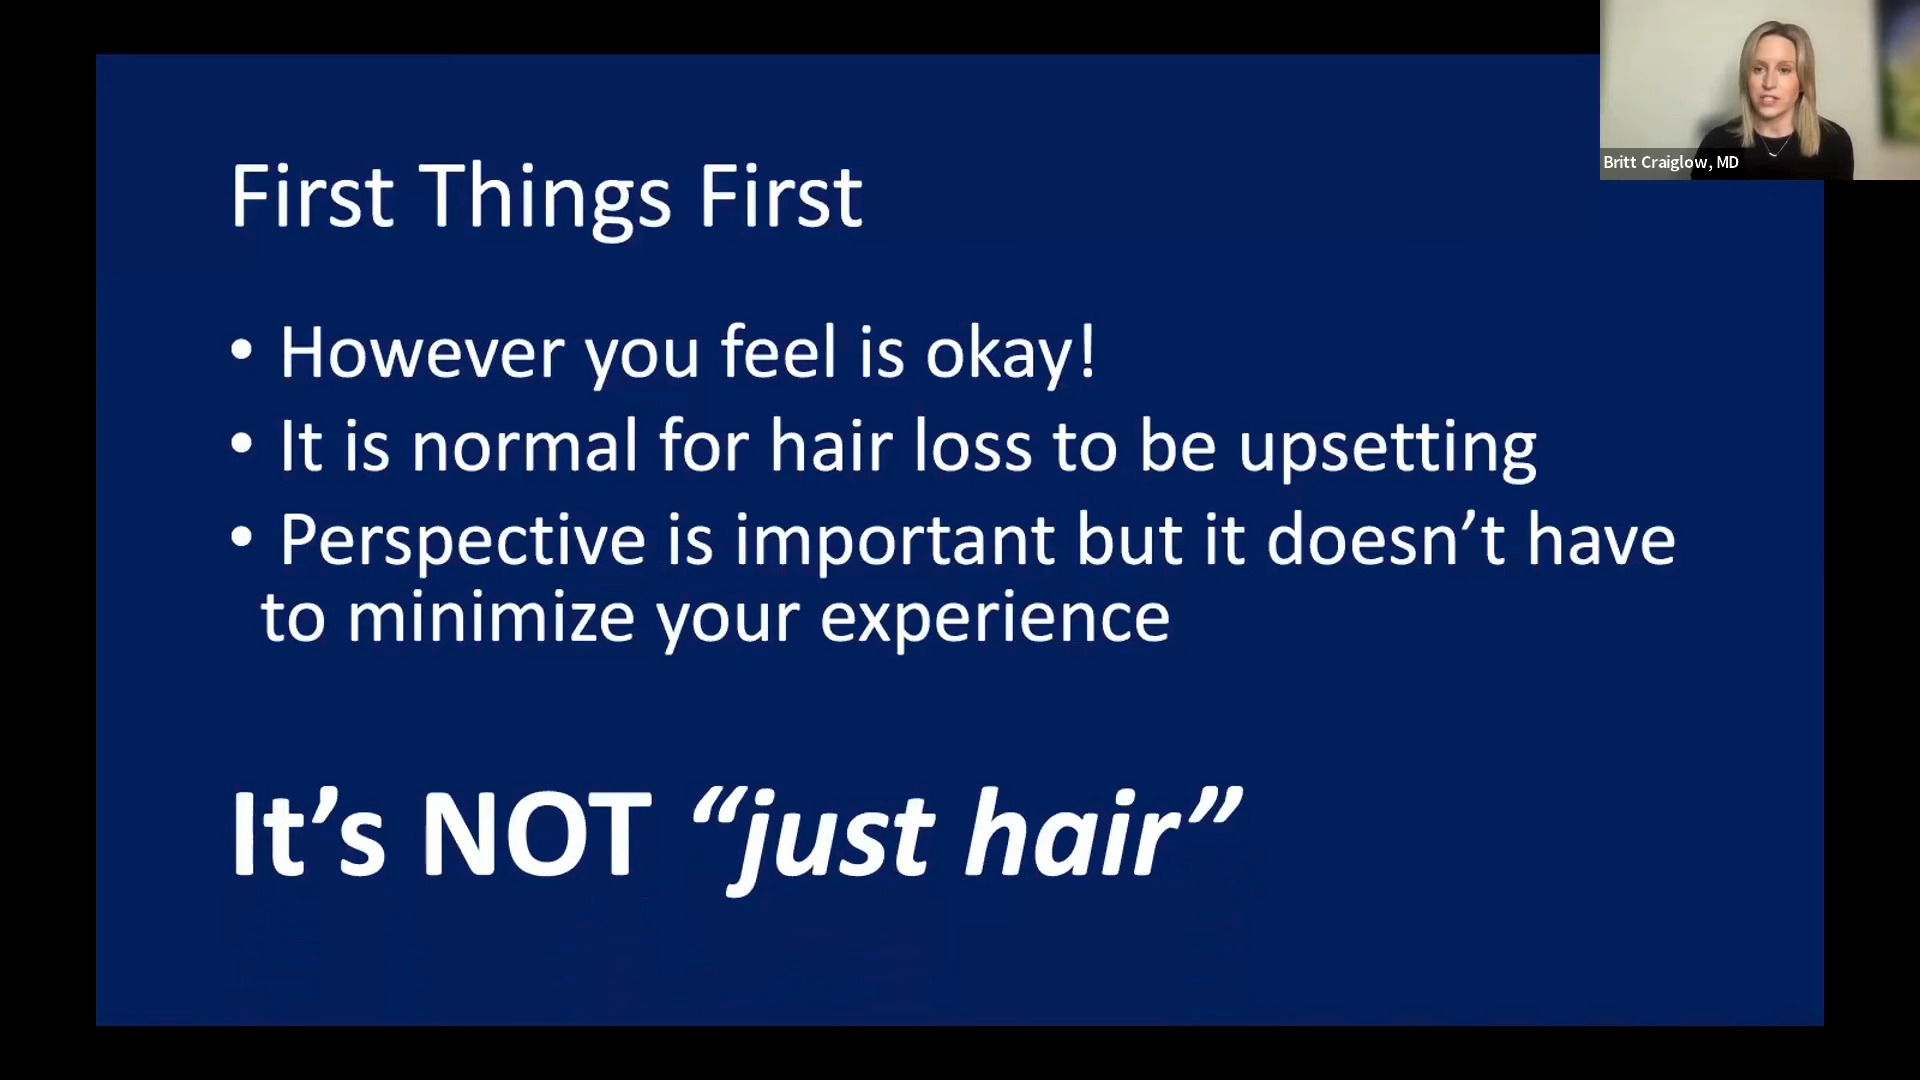 First Things First
• However you feel is okay!
• It is normal for hair loss to be upsetting
• Perspective is important but it doesn’t have
to minimize your experience
It’s NOT “just hair”
Britt Craiglow, MD